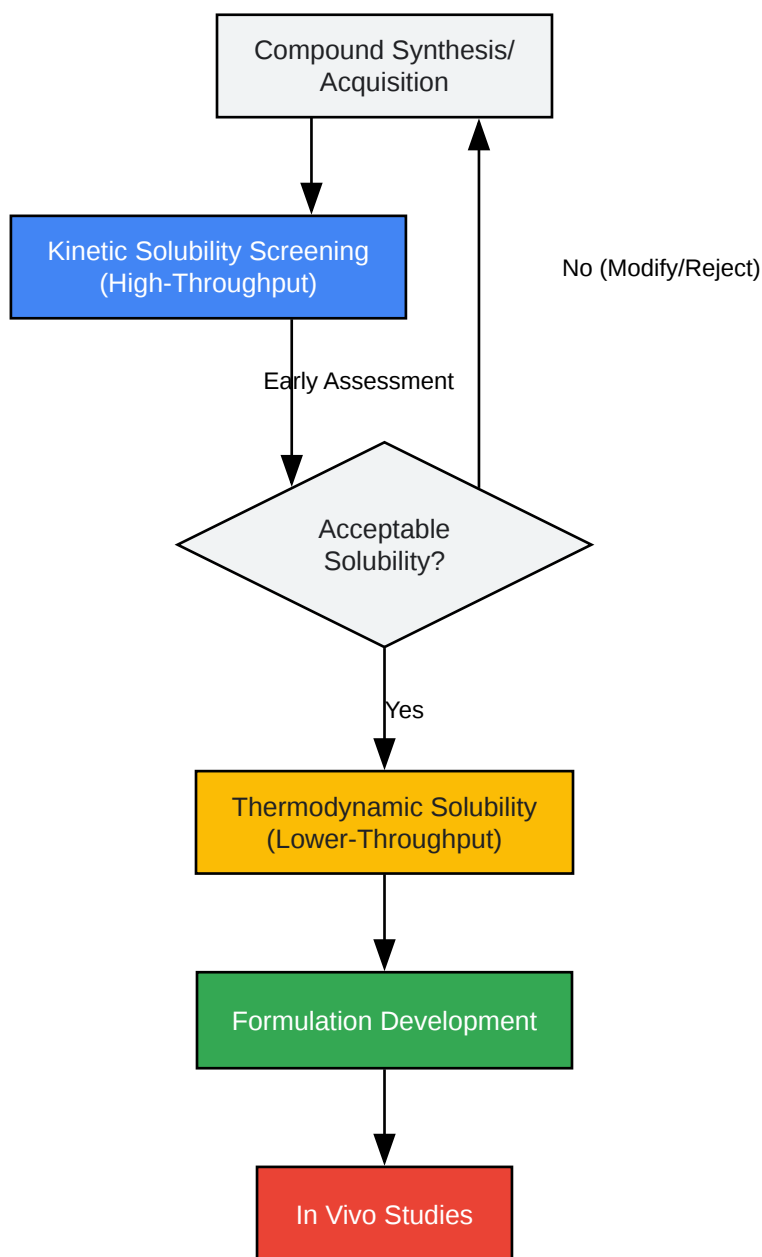 Compound Synthesis/
Acquisition
Kinetic Solubility Screening
(High-Throughput)
No (Modify/Reject)
Early Assessment
Acceptable
Solubility?
Yes
Thermodynamic Solubility
(Lower-Throughput)
Formulation Development
In Vivo Studies